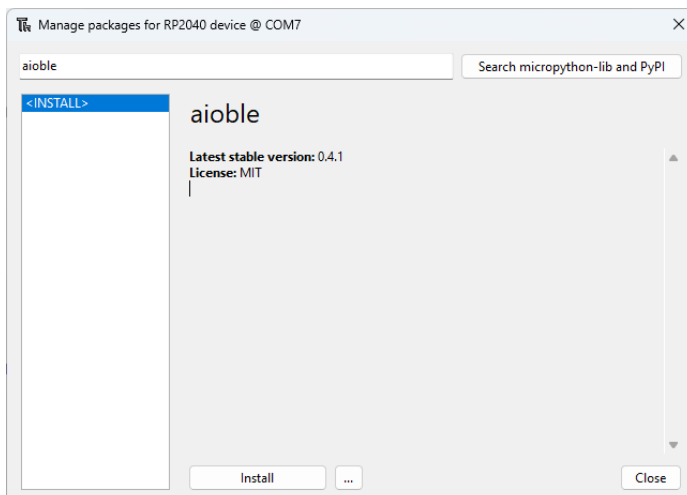 Manage packages for RP2040 device @ COM7
aioble
Search micropython-lib and PyPI
<INSTALL>
aioble
Latest stable version: 0.4.1
License: MIT
Install
...
Close